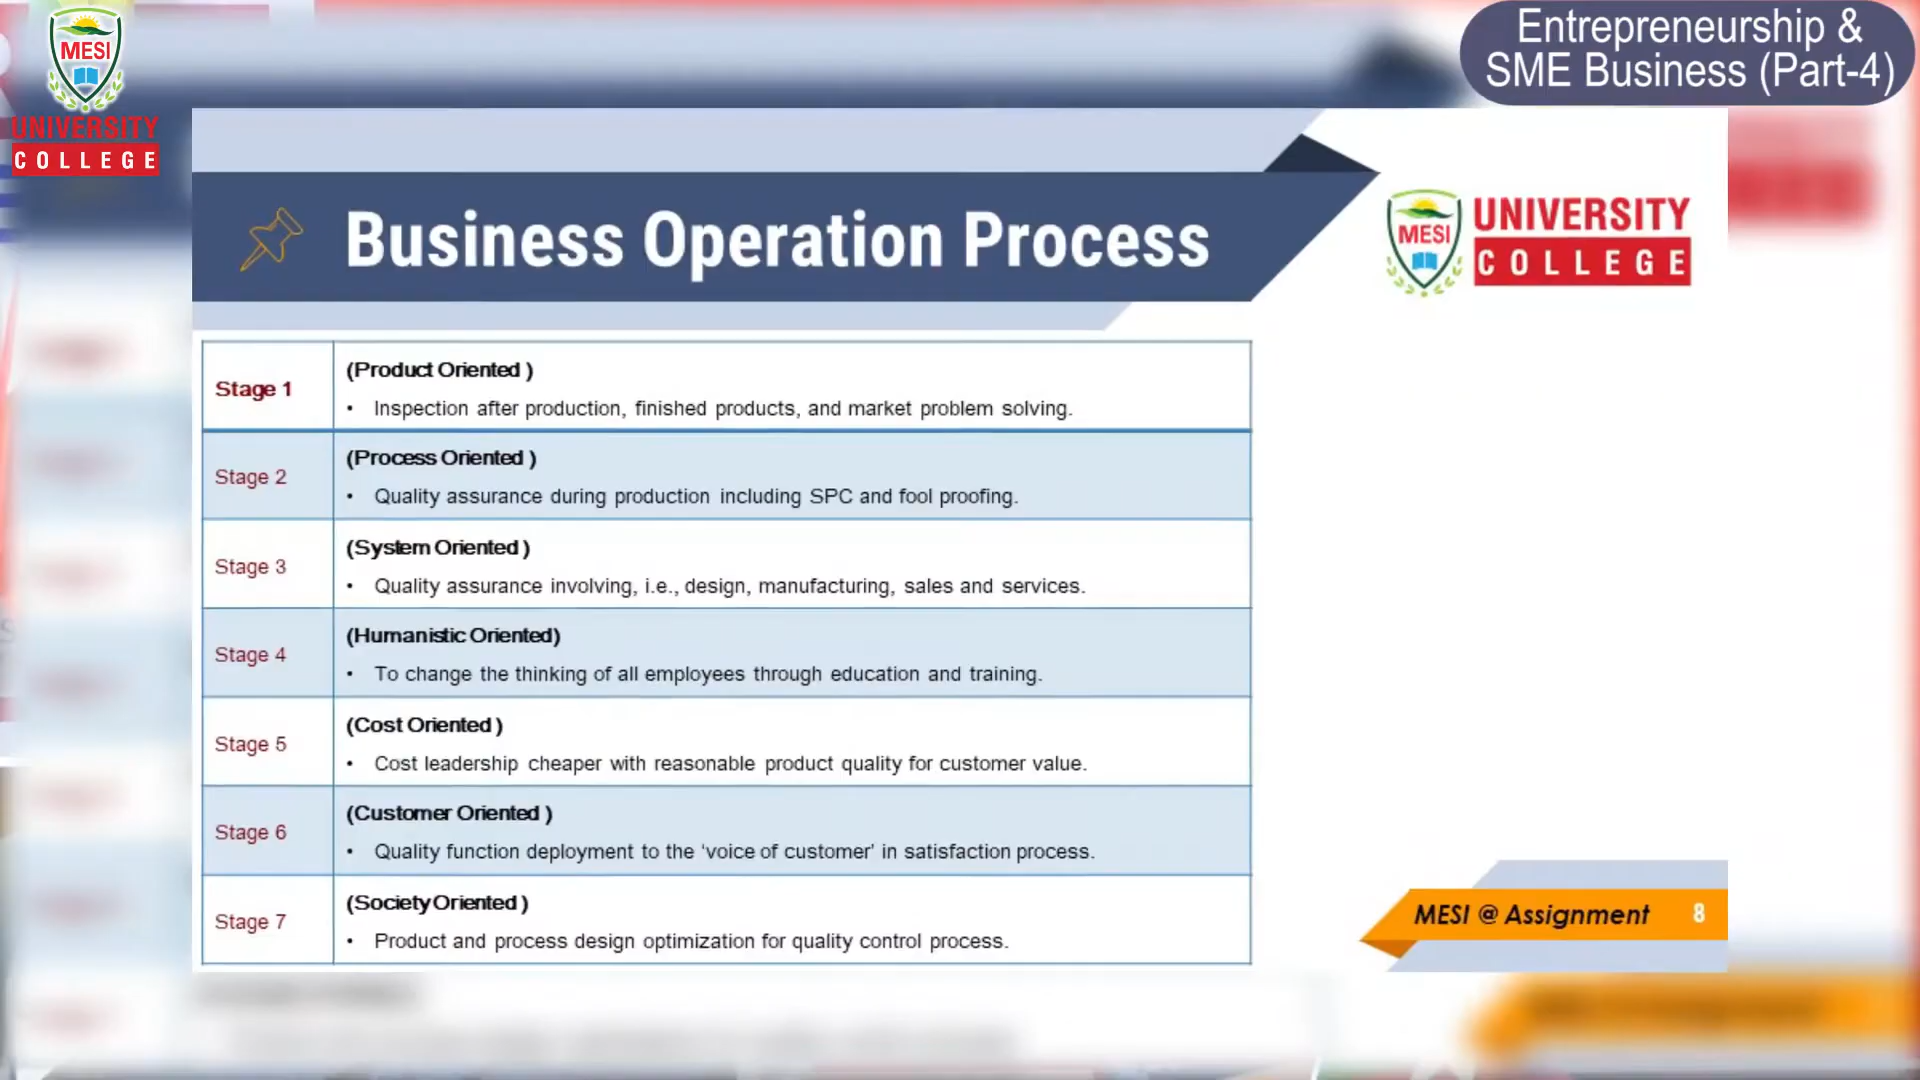 MESI
UNIVERSITY
COLLEGE
Entrepreneurship &
SME Business (Part-4)
Business Operation Process
MESI
UNIVERSITY
COLLEGE
Stage 1
(Product Oriented )
• Inspection after production, finished products, and market problem solving.
Stage 2
(Process Oriented )
• Quality assurance during production including SPC and fool proofing.
Stage 3
(System Oriented )
• Quality assurance involving, i.e., design, manufacturing, sales and services.
Stage 4
(Humanistic Oriented)
• To change the thinking of all employees through education and training.
Stage 5
(Cost Oriented )
• Cost leadership cheaper with reasonable product quality for customer value.
Stage 6
(Customer Oriented )
• Quality function deployment to the ‘voice of customer’ in satisfaction process.
Stage 7
(Society Oriented )
• Product and process design optimization for quality control process.
MESI @ Assignment 8